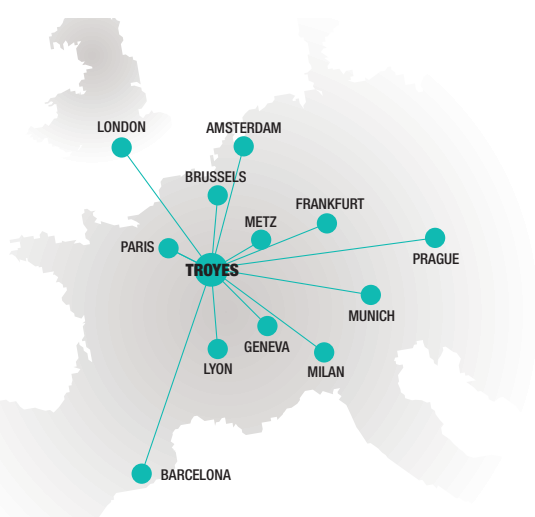 LONDON
AMSTERDAM
BRUSSELS
FRANKFURT
METZ
PARIS
PRAGUE
TROYES
MUNICH
GENEVA
LYON
MILAN
BARCELONA